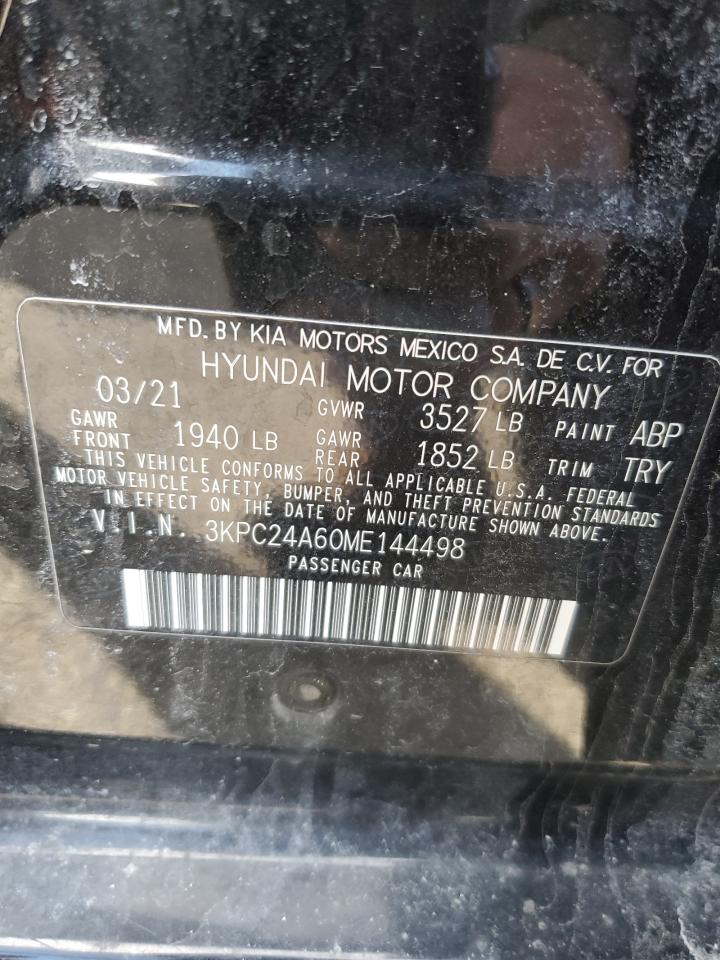 MFD. BY KIA MOTORS MEXICO S.A. DE C.V. FOR
HYUNDAI MOTOR COMPANY
03/21 GVWR 3527 LB PAINT ABP
GAWR FRONT 1940 LB GAWR REAR 1852 LB TRIM TRY
THIS VEHICLE CONFORMS TO ALL APPLICABLE U.S.A. FEDERAL
MOTOR VEHICLE SAFETY, BUMPER, AND THEFT PREVENTION STANDARDS
IN EFFECT ON THE DATE OF MANUFACTURE SHOWN ABOVE.
V.I.N. 3KPC24A60ME144498
PASSENGER CAR